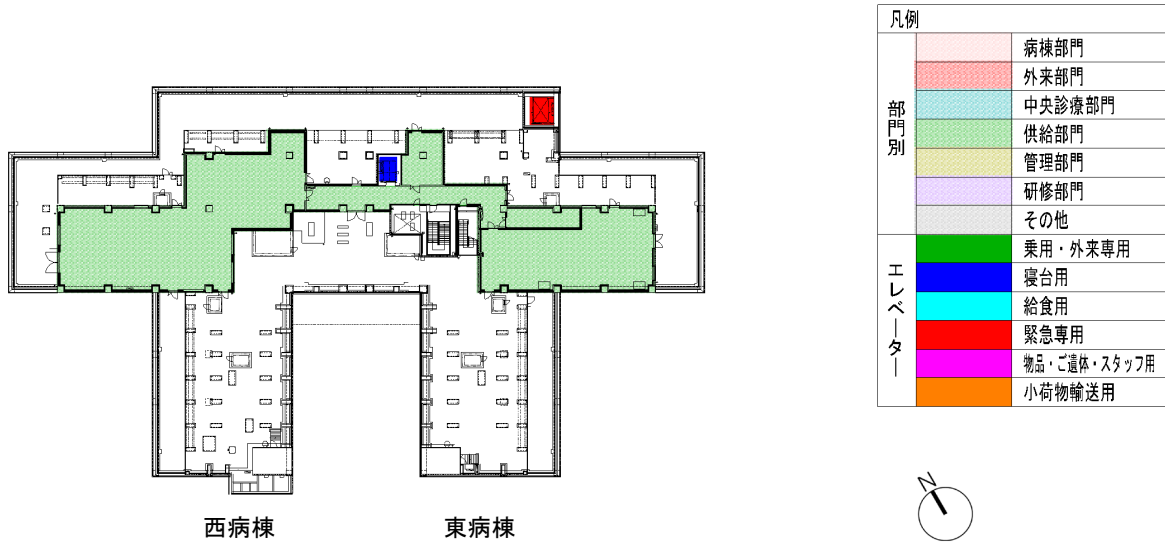 凡例
部門別
病棟部門
外来部門
中央診療部門
供給部門
管理部門
研修部門
その他
エレベーター
乗用・外来専用
寝台用
給食用
緊急専用
物品・ご遺体・スタッフ用
小荷物輸送用
N
西病棟
東病棟